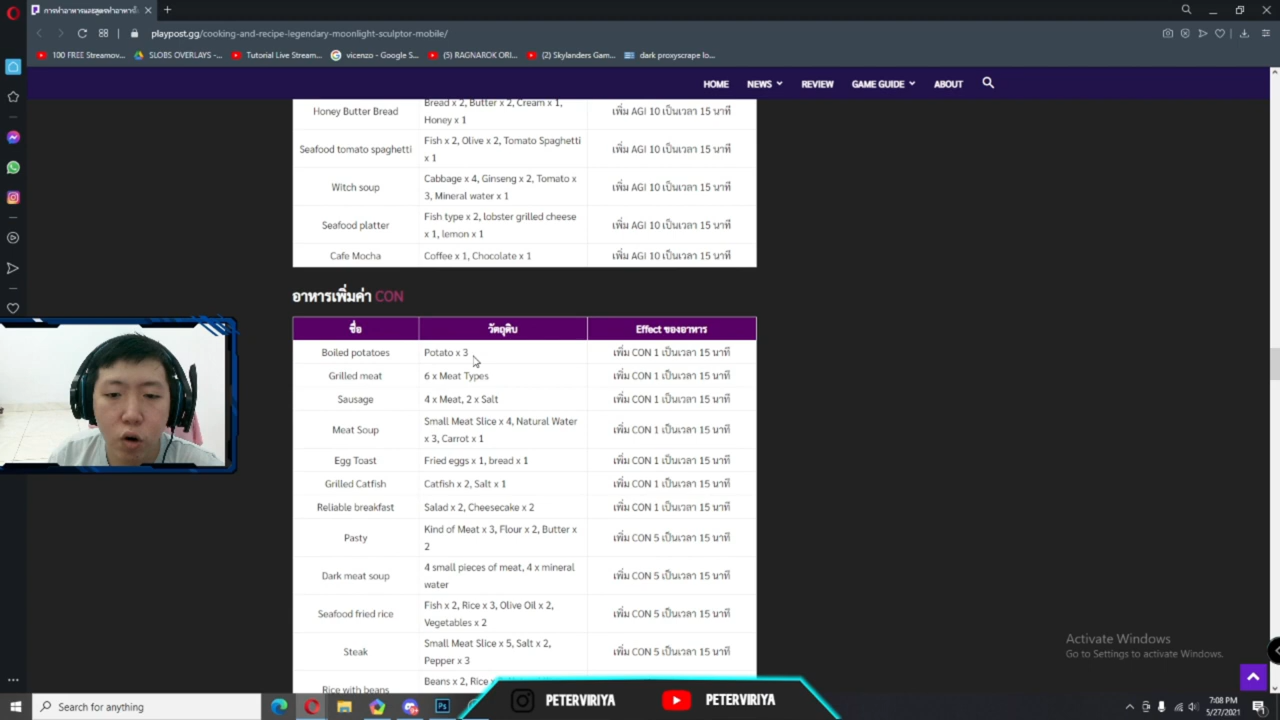 การทำอาหารและสูตรทำอาหาร
playpost.gg/cooking-and-recipe-legendary-moonlight-sculptor-mobile/
100 FREE Streamov...
SLOBS OVERLAYS -...
Tutorial Live Stream...
vicenzo - Google S...
(5) RAGNAROK ORI...
(2) Skylanders Gam...
dark proxyscrape lo...
HOME
NEWS
REVIEW
GAME GUIDE
ABOUT
Honey Butter Bread
Bread x 2, Butter x 2, Cream x 1,
Honey x 1
เพิ่ม AGI 10 เป็นเวลา 15 นาที
Seafood tomato spaghetti
Fish x 2, Olive x 2, Tomato Spaghetti
x 1
เพิ่ม AGI 10 เป็นเวลา 15 นาที
Witch soup
Cabbage x 4, Ginseng x 2, Tomato x
3, Mineral water x 1
เพิ่ม AGI 10 เป็นเวลา 15 นาที
Seafood platter
Fish type x 2, lobster grilled cheese
x 1, lemon x 1
เพิ่ม AGI 10 เป็นเวลา 15 นาที
Cafe Mocha
Coffee x 1, Chocolate x 1
เพิ่ม AGI 10 เป็นเวลา 15 นาที
อาหารเพิ่มค่า CON
ชื่อ
วัตถุดิบ
Effect ของอาหาร
Boiled potatoes
Potato x 3
เพิ่ม CON 1 เป็นเวลา 15 นาที
Grilled meat
6 x Meat Types
เพิ่ม CON 1 เป็นเวลา 15 นาที
Sausage
4 x Meat, 2 x Salt
เพิ่ม CON 1 เป็นเวลา 15 นาที
Meat Soup
Small Meat Slice x 4, Natural Water
x 3, Carrot x 1
เพิ่ม CON 1 เป็นเวลา 15 นาที
Egg Toast
Fried eggs x 1, bread x 1
เพิ่ม CON 1 เป็นเวลา 15 นาที
Grilled Catfish
Catfish x 2, Salt x 1
เพิ่ม CON 1 เป็นเวลา 15 นาที
Reliable breakfast
Salad x 2, Cheesecake x 2
เพิ่ม CON 1 เป็นเวลา 15 นาที
Pasty
Kind of Meat x 3, Flour x 2, Butter x
2
เพิ่ม CON 5 เป็นเวลา 15 นาที
Dark meat soup
4 small pieces of meat, 4 x mineral
water
เพิ่ม CON 5 เป็นเวลา 15 นาที
Seafood fried rice
Fish x 2, Rice x 3, Olive Oil x 2,
Vegetables x 2
เพิ่ม CON 5 เป็นเวลา 15 นาที
Steak
Small Meat Slice x 5, Salt x 2,
Pepper x 3
เพิ่ม CON 5 เป็นเวลา 15 นาที
Rice with beans
Beans x 2, Rice
Activate Windows
Go to Settings to activate Windows.
PETERVIRIYA
PETERVIRIYA
Search for anything
7:08 PM
5/27/2021